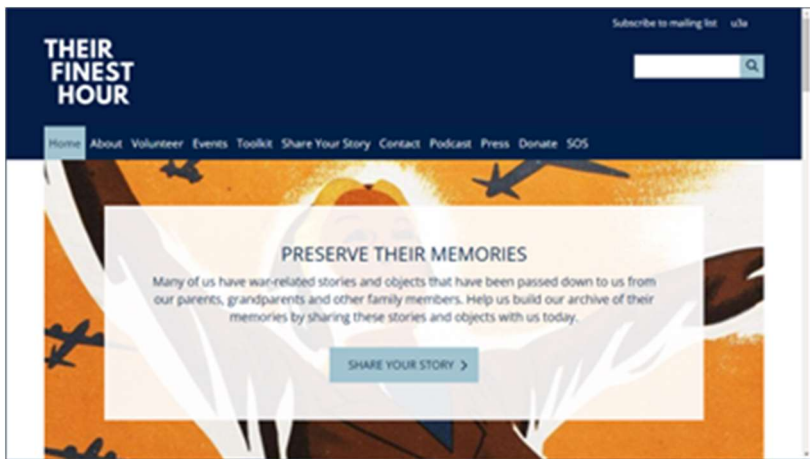 Subscribe to mailing list u3a
THEIR
FINEST
HOUR
Home About Volunteer Events Toolkit Share Your Story Contact Podcast Press Donate SOS
PRESERVE THEIR MEMORIES
Many of us have war-related stories and objects that have been passed down to us from
our parents, grandparents and other family members. Help us build our archive of their
memories by sharing these stories and objects with us today.
SHARE YOUR STORY